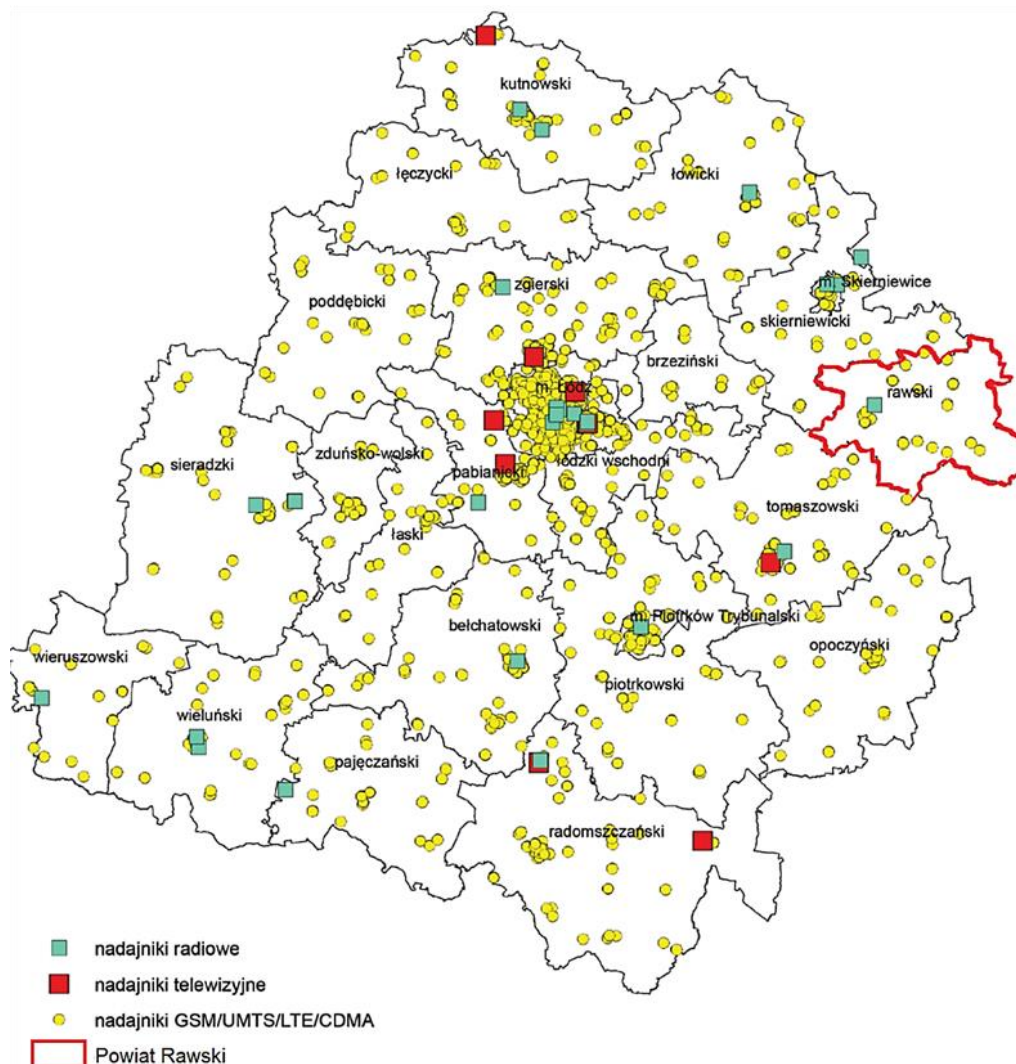 kutnowski
łęczycki
łowicki
zgierski
m. Skierniewice
poddębicki
skierniewicki
brzeziński
m. Łódź
rawski
sieradzki
zduńsko-wolski
pabianicki
łódzki wschodni
tomaszowski
łaski
bełchatowski
m. Piotrków Trybunalski
opoczyński
wieruszowski
piotrkowski
wieluński
pajęczański
radomszczański
nadajniki radiowe
nadajniki telewizyjne
nadajniki GSM/UMTS/LTE/CDMA
Powiat Rawski